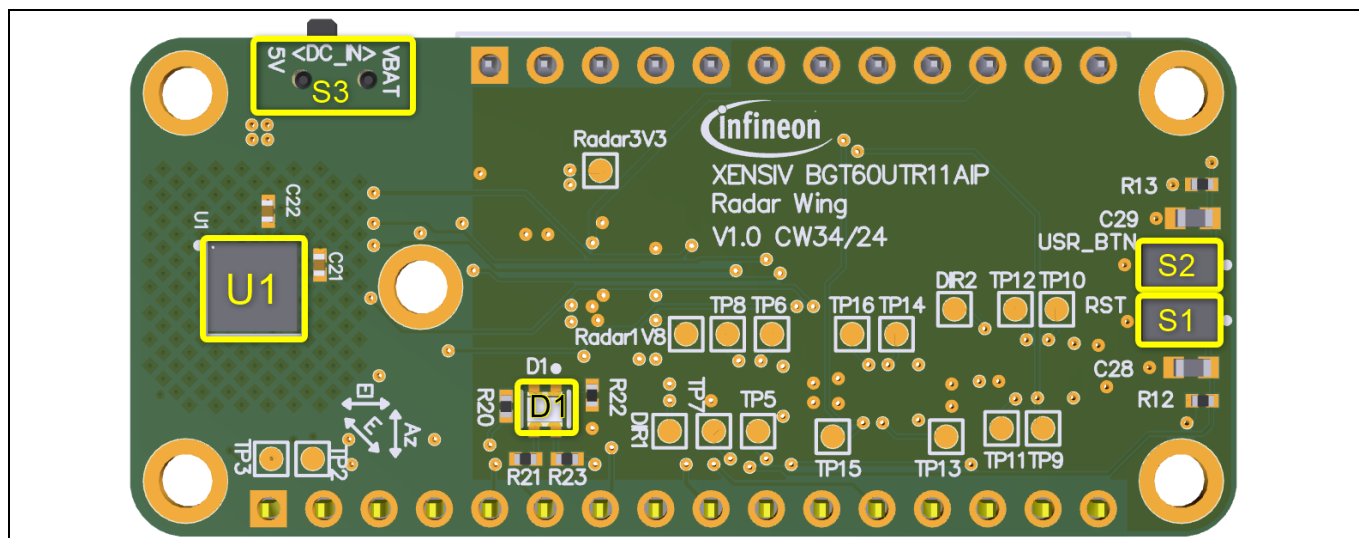 5V <DC_IN> VBAT
S3
infineon
Radar3V3
XENSIV BGT60UTR11AIP
Radar Wing
V1.0 CW34/24
R13
C29
USR_BTN
S2
RST
S1
C28
R12
C22
U1
U1
C21
DIR2
TP12
TP10
TP8
TP6
TP16
TP14
Radar1V8
D1
D1
R20
R22
R21
R23
E
E
Az
TP3
TP2
DIR1
TP7
TP5
TP15
TP13
TP11
TP9